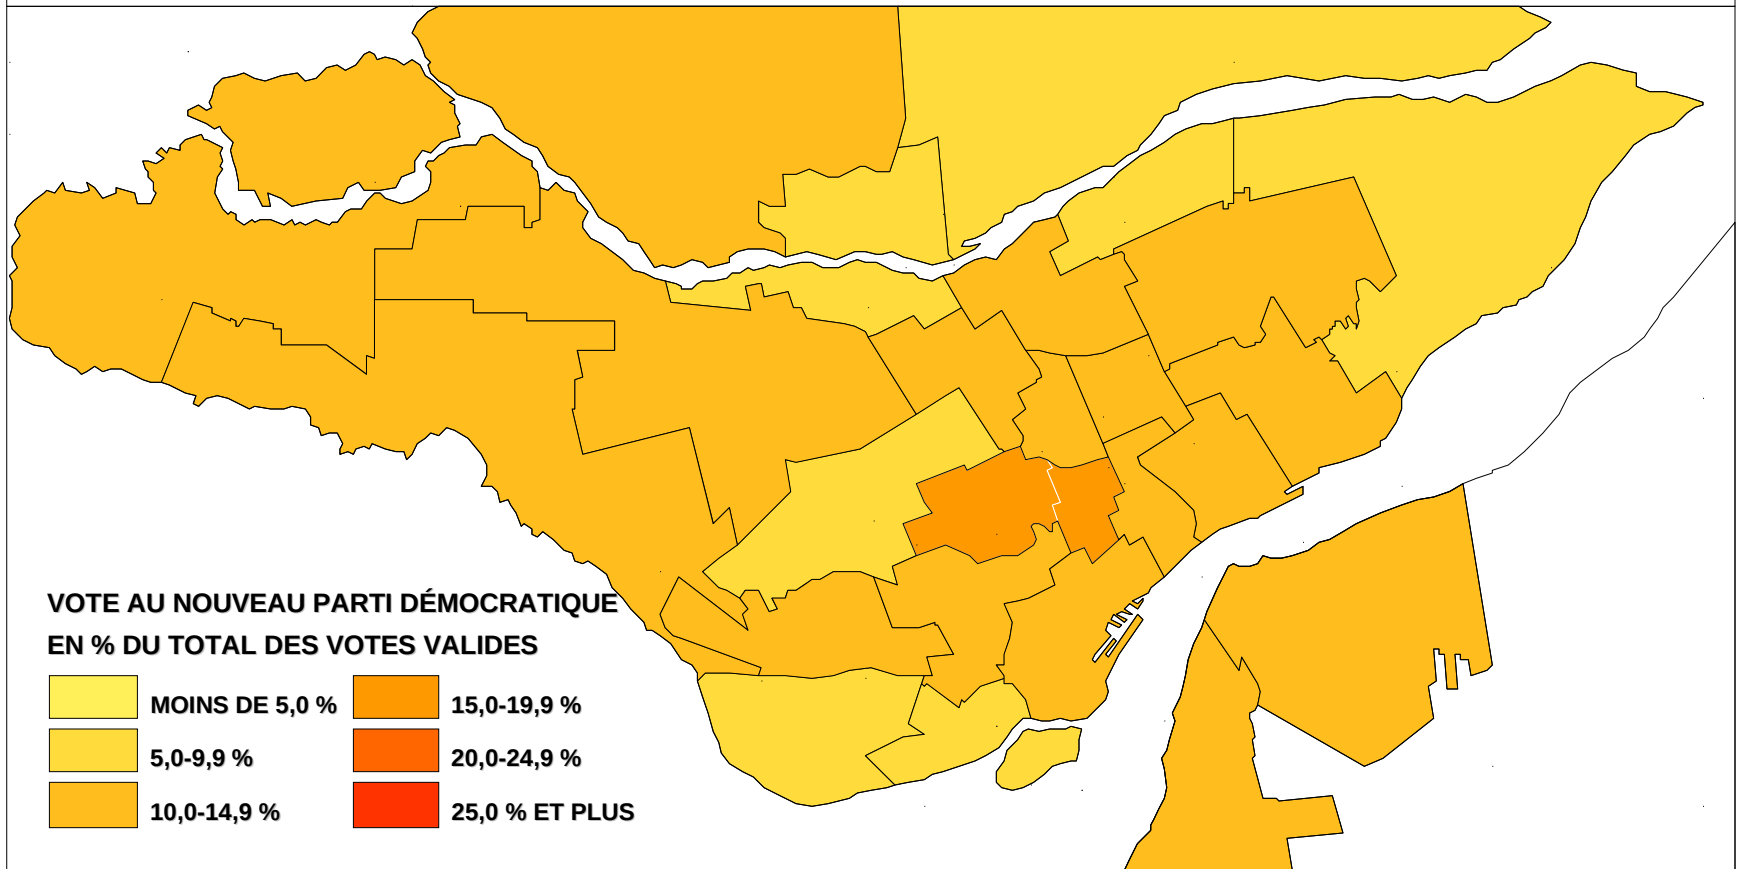 VOTE AU NOUVEAU PARTI DÉMOCRATIQUE
EN % DU TOTAL DES VOTES VALIDES
MOINS DE 5,0 %
5,0-9,9 %
10,0-14,9 %
15,0-19,9 %
20,0-24,9 %
25,0 % ET PLUS